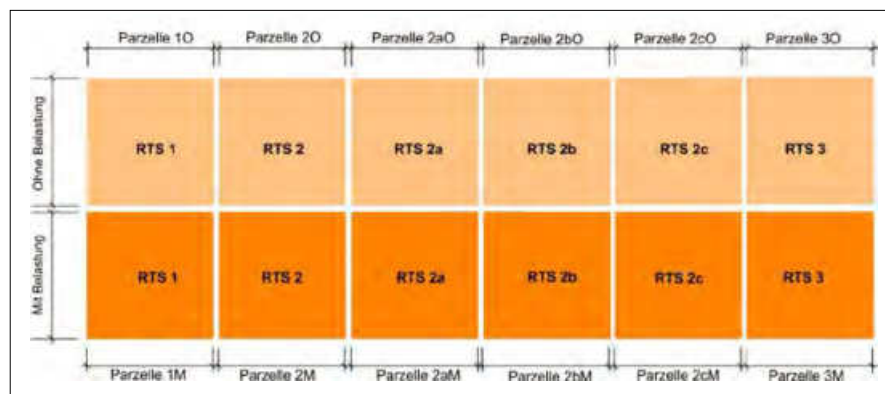 Parzelle 1O Parzelle 2O Parzelle 2aO Parzelle 2bO Parzelle 2cO Parzelle 3O
Ohne Belastung
RTS 1 RTS 2 RTS 2a RTS 2b RTS 2c RTS 3
Mit Belastung
RTS 1 RTS 2 RTS 2a RTS 2b RTS 2c RTS 3
Parzelle 1M Parzelle 2M Parzelle 2aM Parzelle 2bM Parzelle 2cM Parzelle 3M